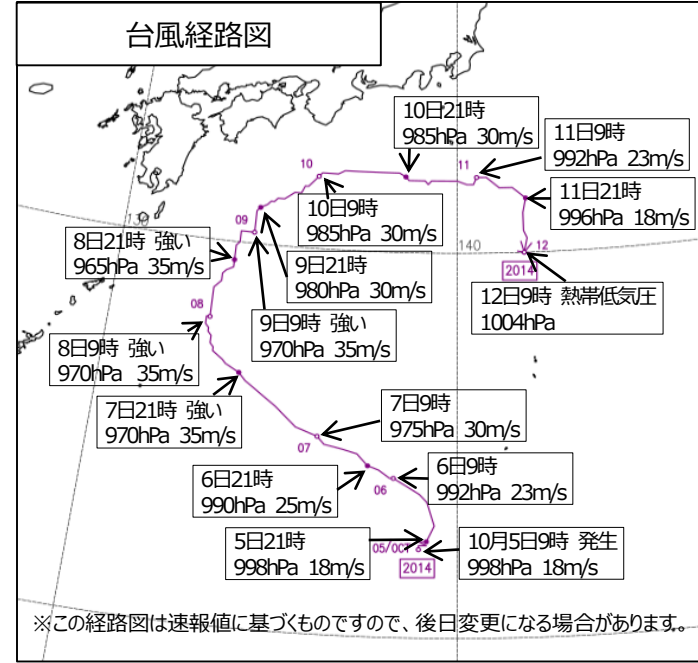 台風経路図
10日21時
985hPa 30m/s
11日9時
992hPa 23m/s
10
11
10日9時
985hPa 30m/s
11日21時
996hPa 18m/s
130
09
8日21時 強い
965hPa 35m/s
140
12
2014
9日21時
980hPa 30m/s
12日9時 熱帯低気圧
1004hPa
08
9日9時 強い
970hPa 35m/s
8日9時 強い
970hPa 35m/s
7日21時 強い
970hPa 35m/s
7日9時
975hPa 30m/s
07
6日21時
990hPa 25m/s
06
6日9時
992hPa 23m/s
5日21時
998hPa 18m/s
05/OCT
2014
10月5日9時 発生
998hPa 18m/s
※この経路図は速報値に基づくものですので、後日変更になる場合があります。